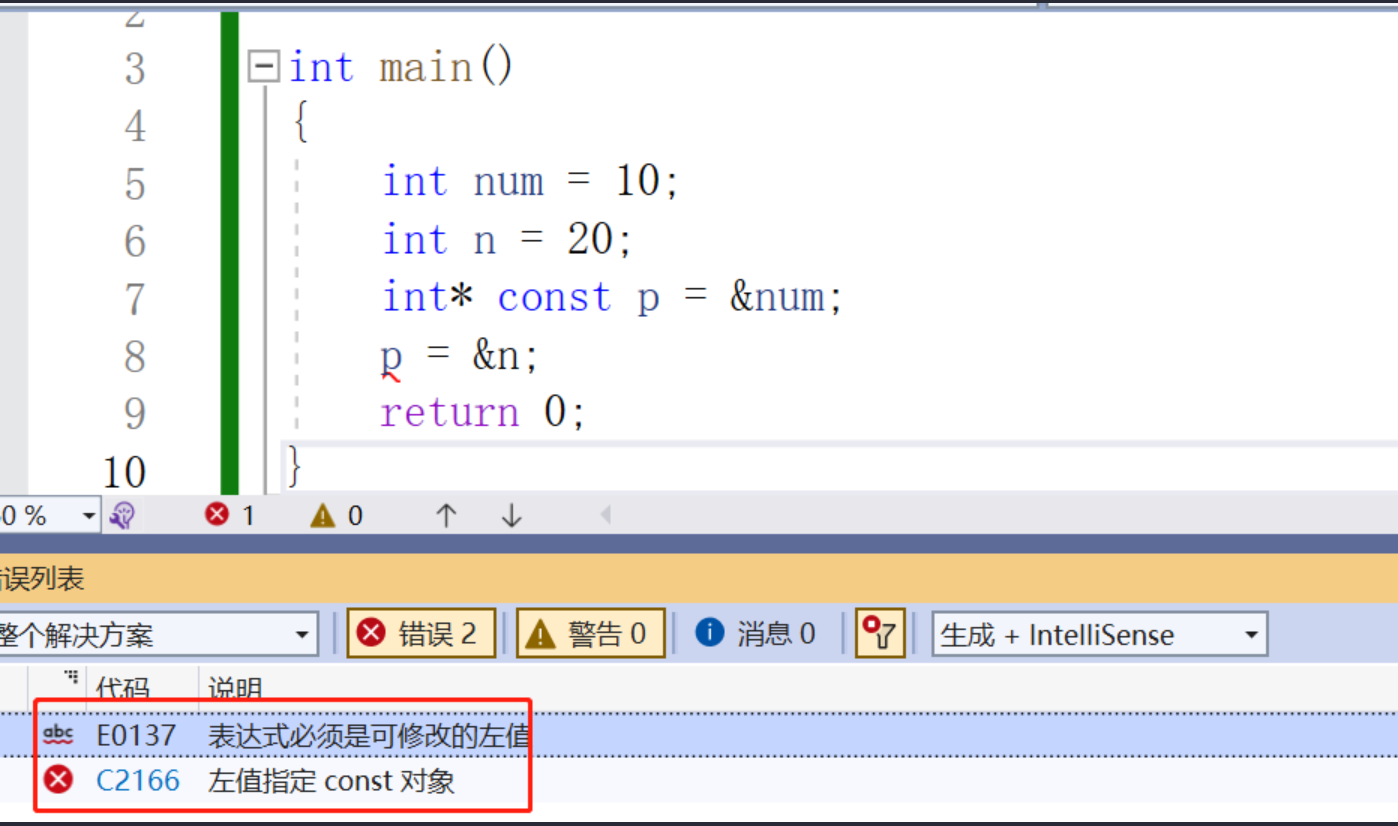 2
3 int main()
4 {
5 int num = 10;
6 int n = 20;
7 int* const p = &num;
8 p = &n;
9 return 0;
10 }
0 % 1 0
误列表
整个解决方案 错误 2 警告 0 消息 0 生成 + IntelliSense
代码 说明
abc E0137 表达式必须是可修改的左值
C2166 左值指定 const 对象